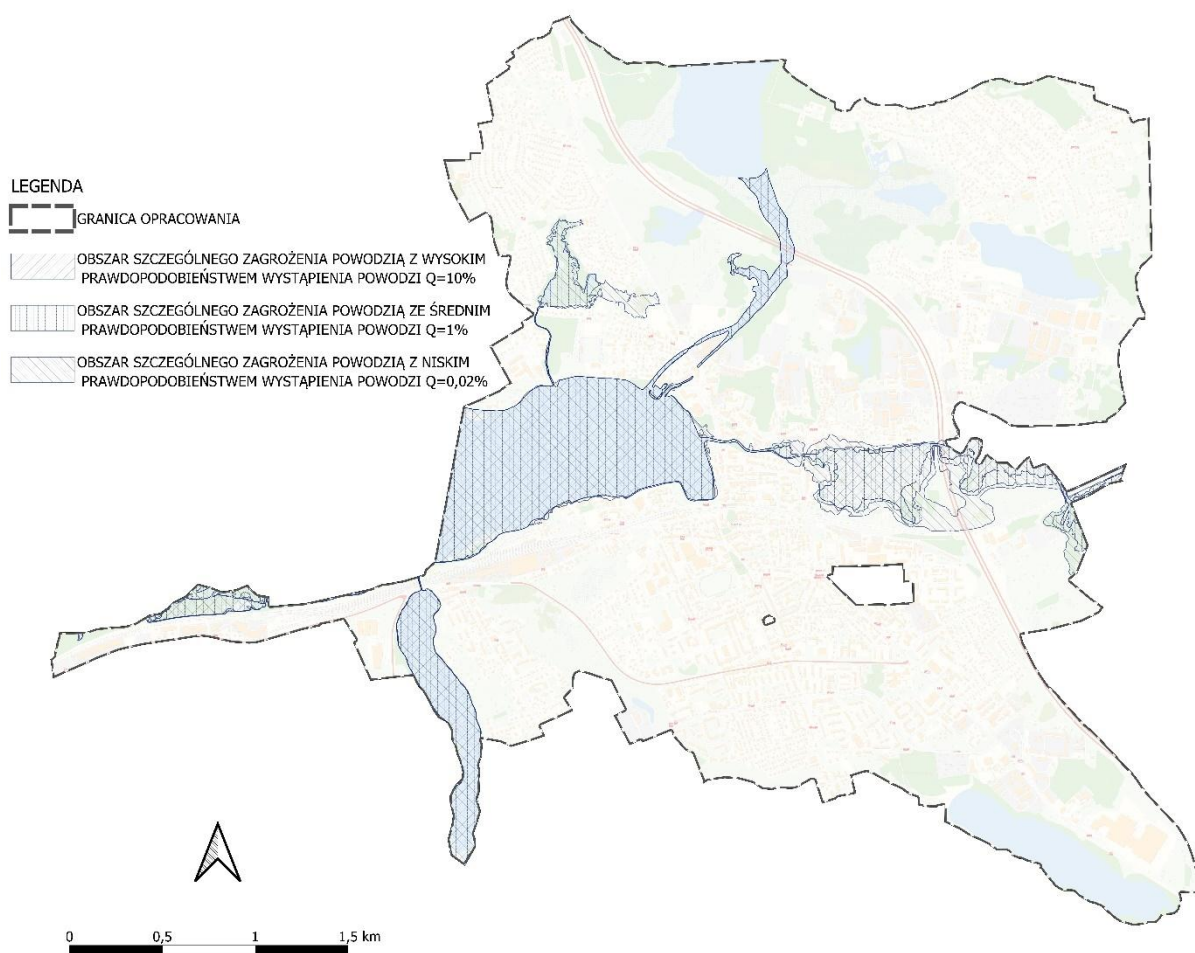 LEGENDA
GRANICA OPRACOWANIA
OBSZAR SZCZEGÓLNEGO ZAGROŻENIA POWODZIĄ Z WYSOKIM
PRAWDOPODOBIEŃSTWEM WYSTĄPIENIA POWODZI Q=10%
OBSZAR SZCZEGÓLNEGO ZAGROŻENIA POWODZIĄ ZE ŚREDNIM
PRAWDOPODOBIEŃSTWEM WYSTĄPIENIA POWODZI Q=1%
OBSZAR SZCZEGÓLNEGO ZAGROŻENIA POWODZIĄ Z NISKIM
PRAWDOPODOBIEŃSTWEM WYSTĄPIENIA POWODZI Q=0,02%
0 0,5 1 1,5 km